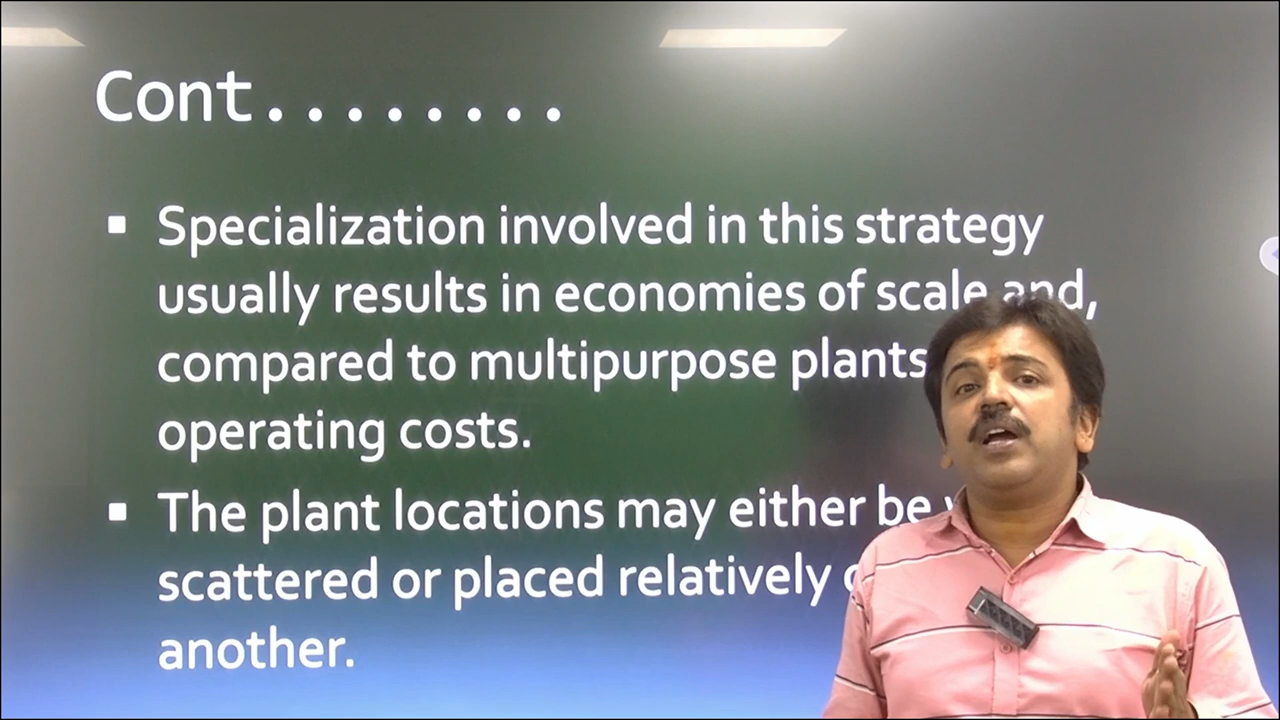 Cont........
▪ Specialization involved in this strategy
usually results in economies of scale and,
compared to multipurpose plants
operating costs.
▪ The plant locations may either be
scattered or placed relatively
another.